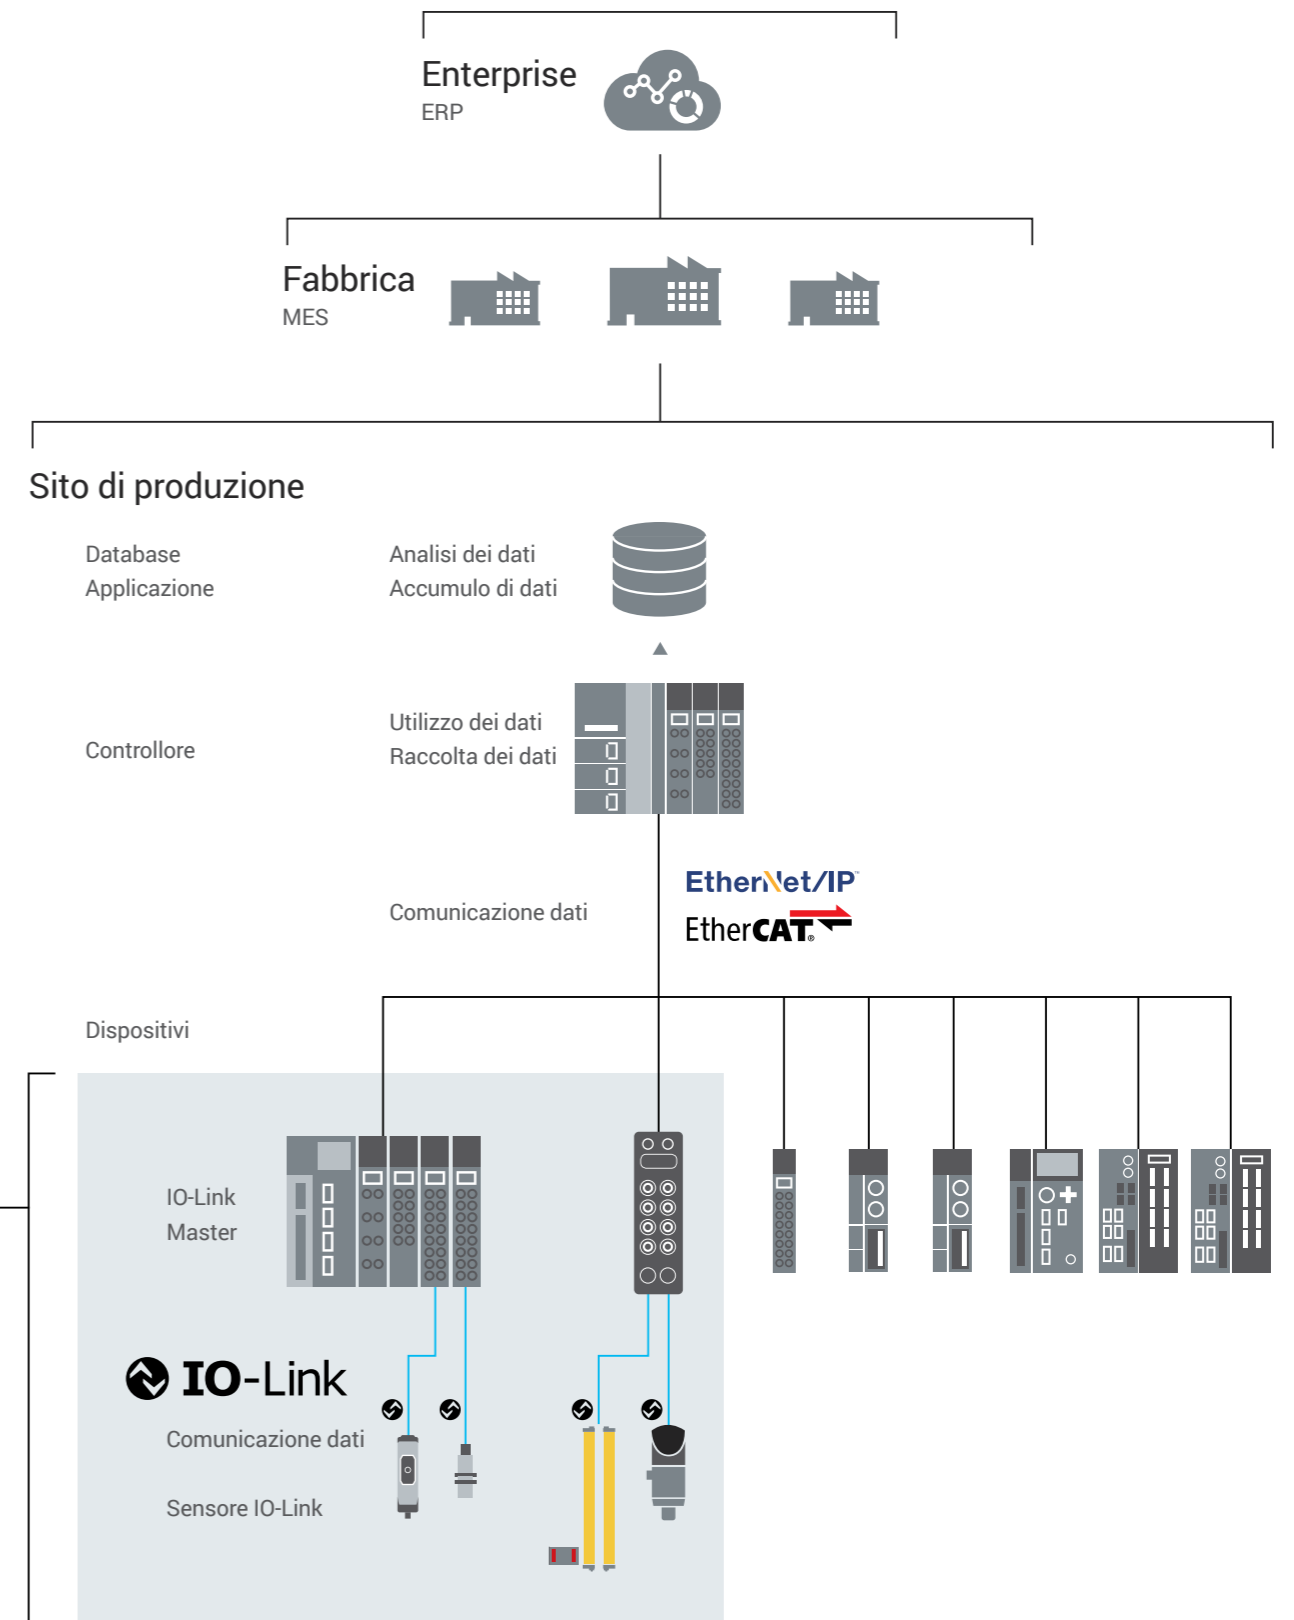 Enterprise
ERP
Fabbrica
MES
Sito di produzione
Database
Applicazione
Analisi dei dati
Accumulo di dati
Controllore
Utilizzo dei dati
Raccolta dei dati
EtherNet/IP™
Comunicazione dati
EtherCAT®
Dispositivi
IO-Link
Master
IO-Link
Comunicazione dati
Sensore IO-Link